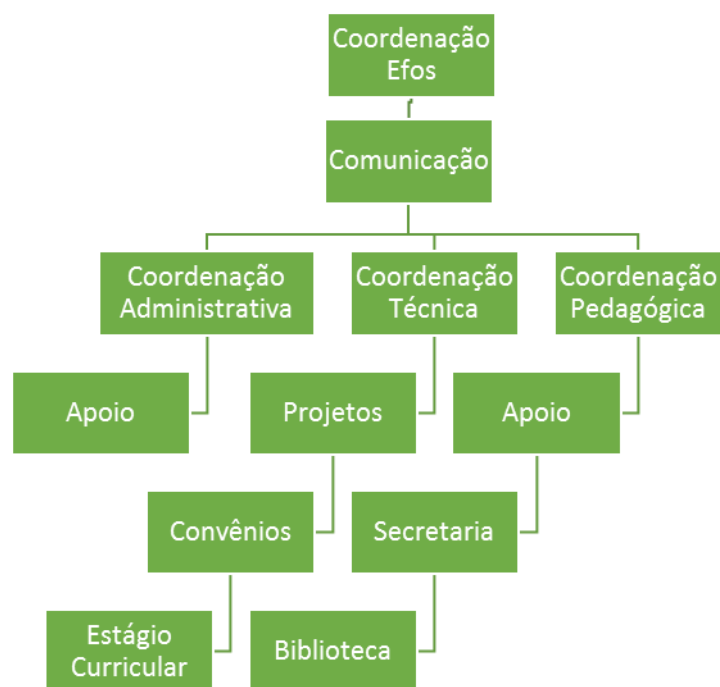 Coordenação
Efos
Comunicação
Coordenação
Administrativa
Coordenação
Técnica
Coordenação
Pedagógica
Apoio
Projetos
Apoio
Convênios
Secretaria
Estágio
Curricular
Biblioteca